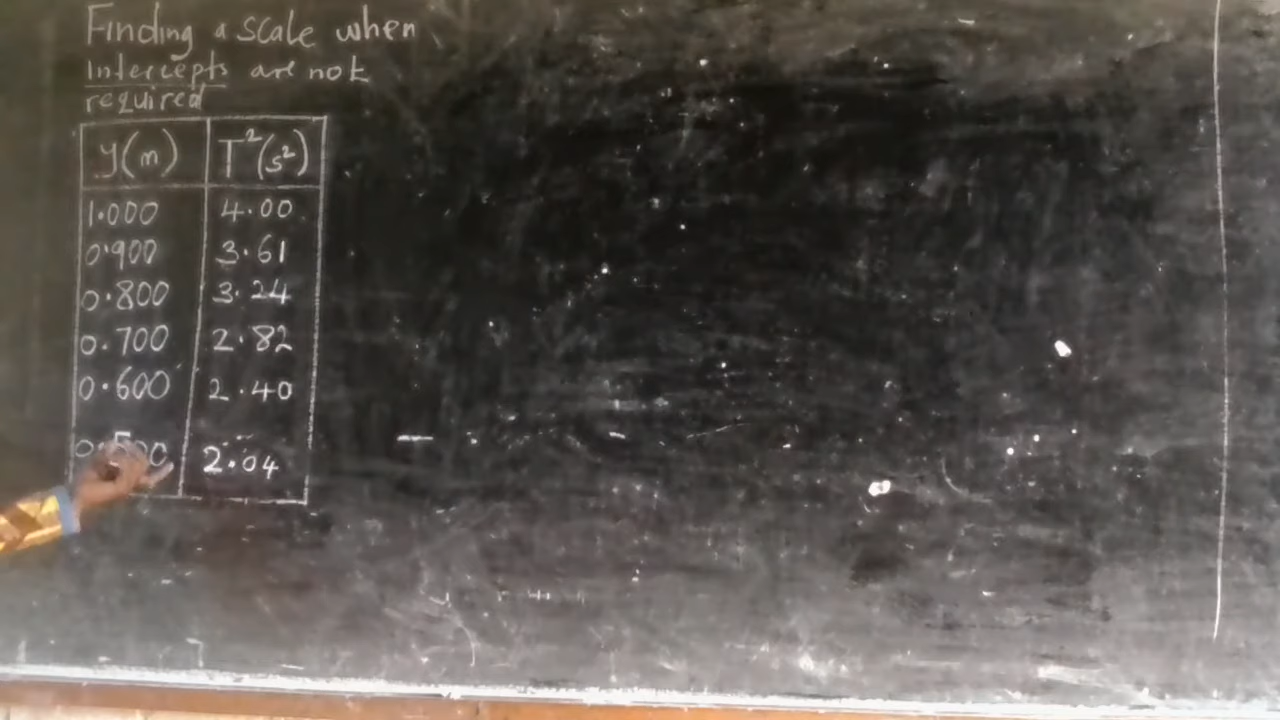 Finding a scale when
Intercepts are not
required
y(m) T²(s²)
1.000 4.00
0.900 3.61
0.800 3.24
0.700 2.82
0.600 2.40
2.04